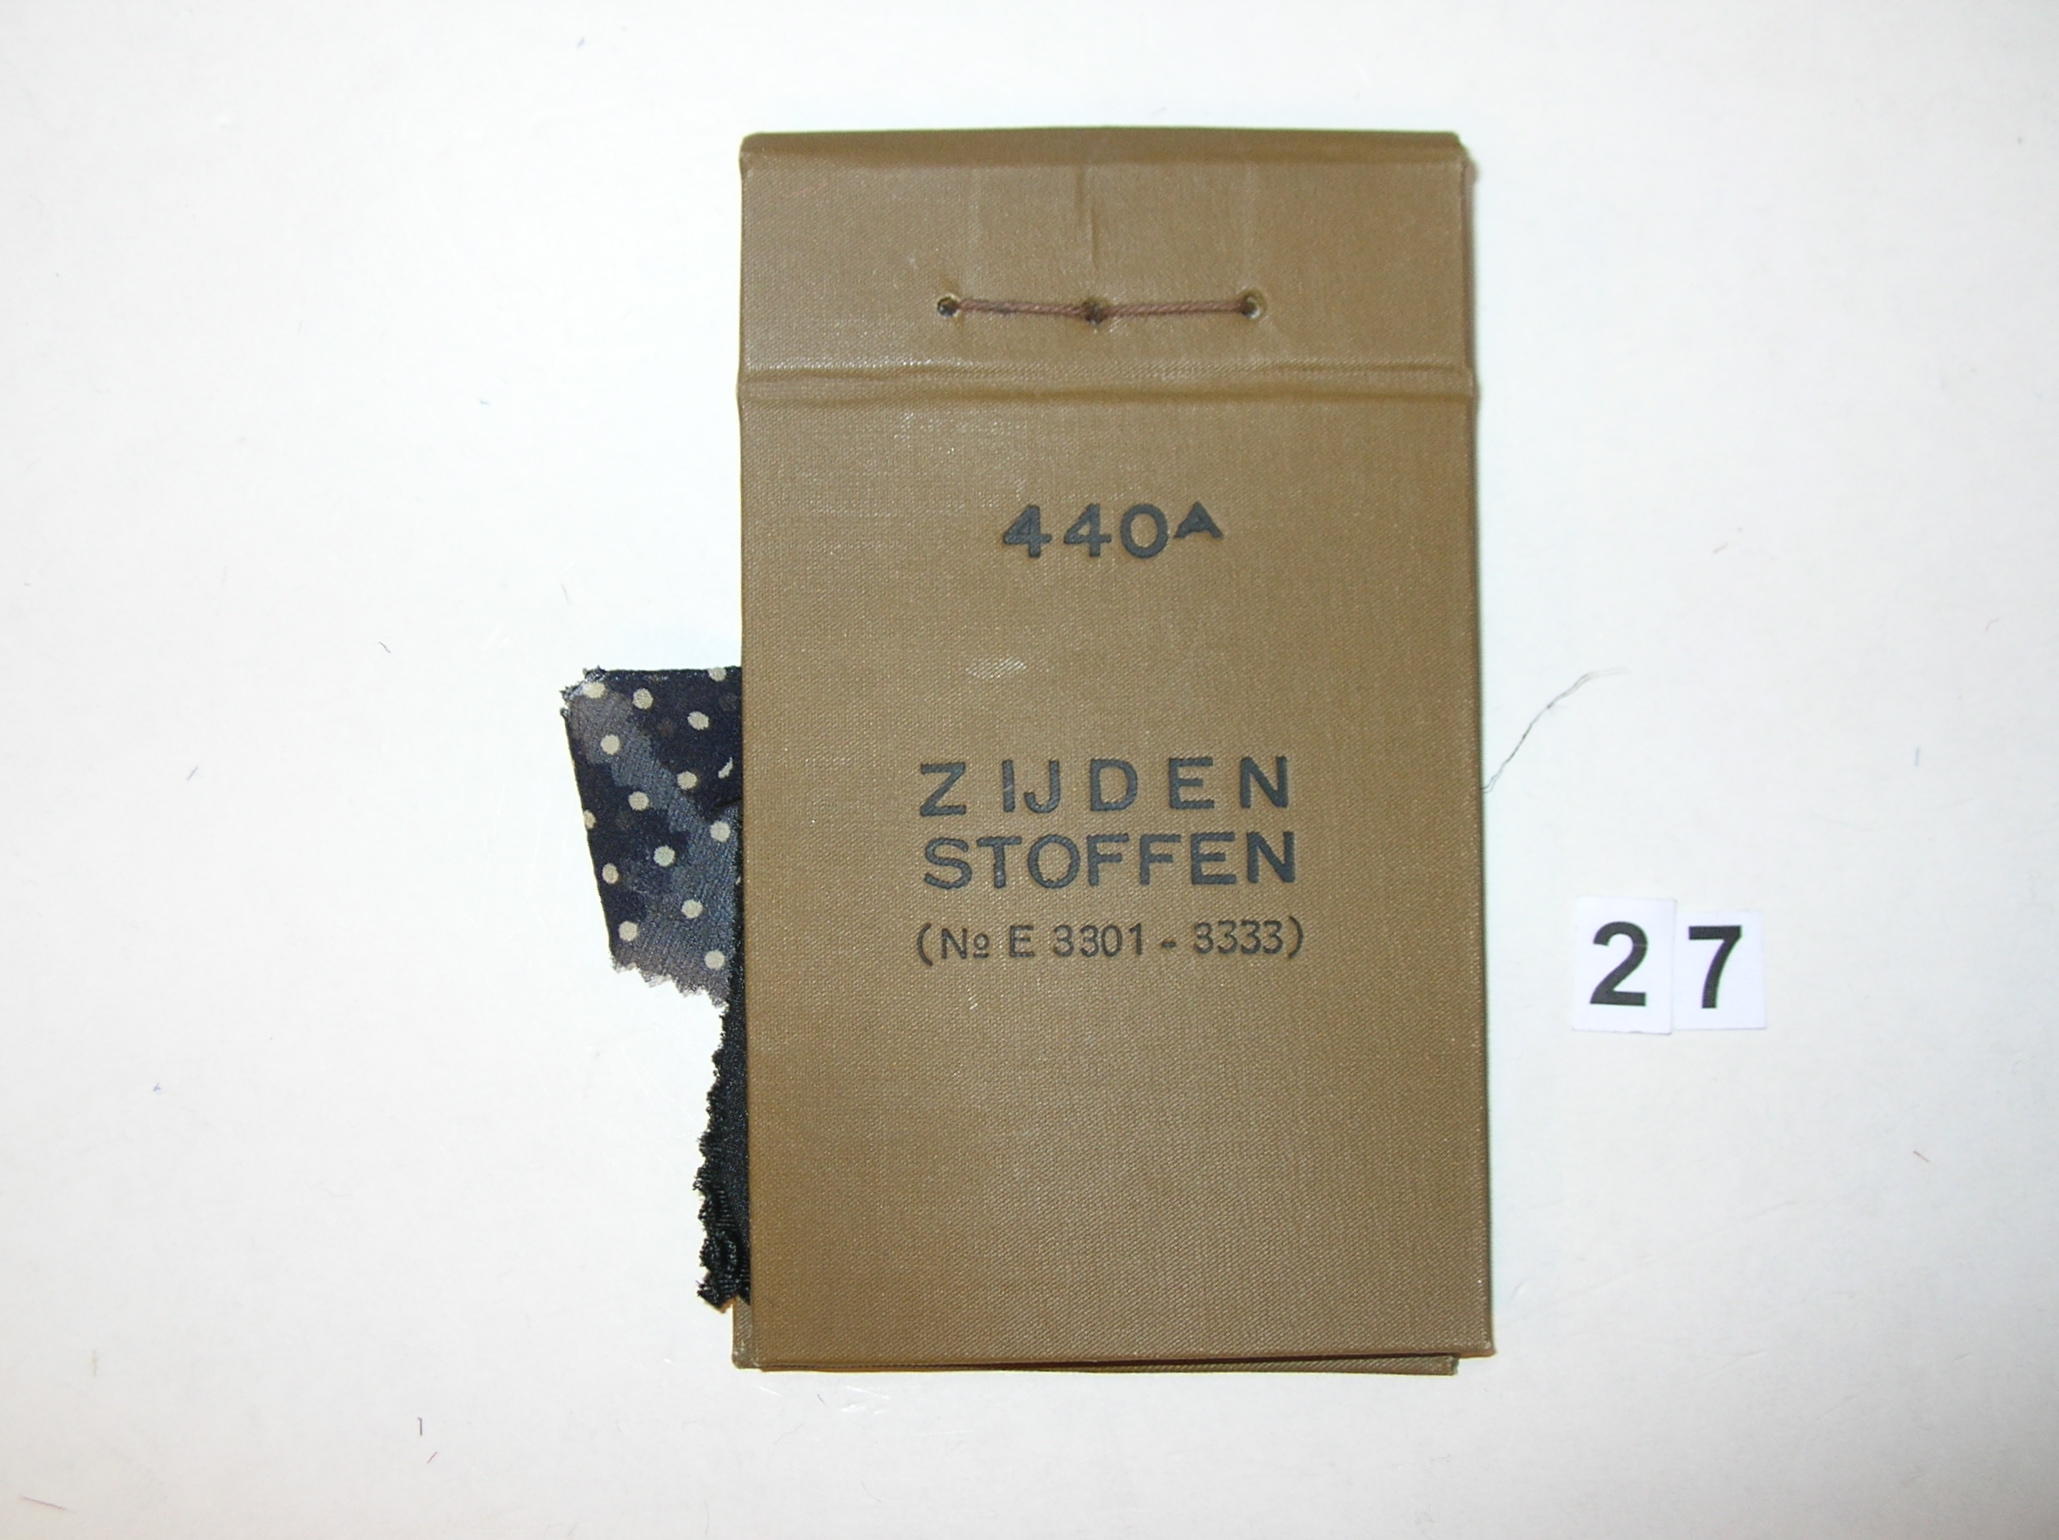 440A
ZIJDEN
STOFFEN
(No E 3301 - 3333)
27